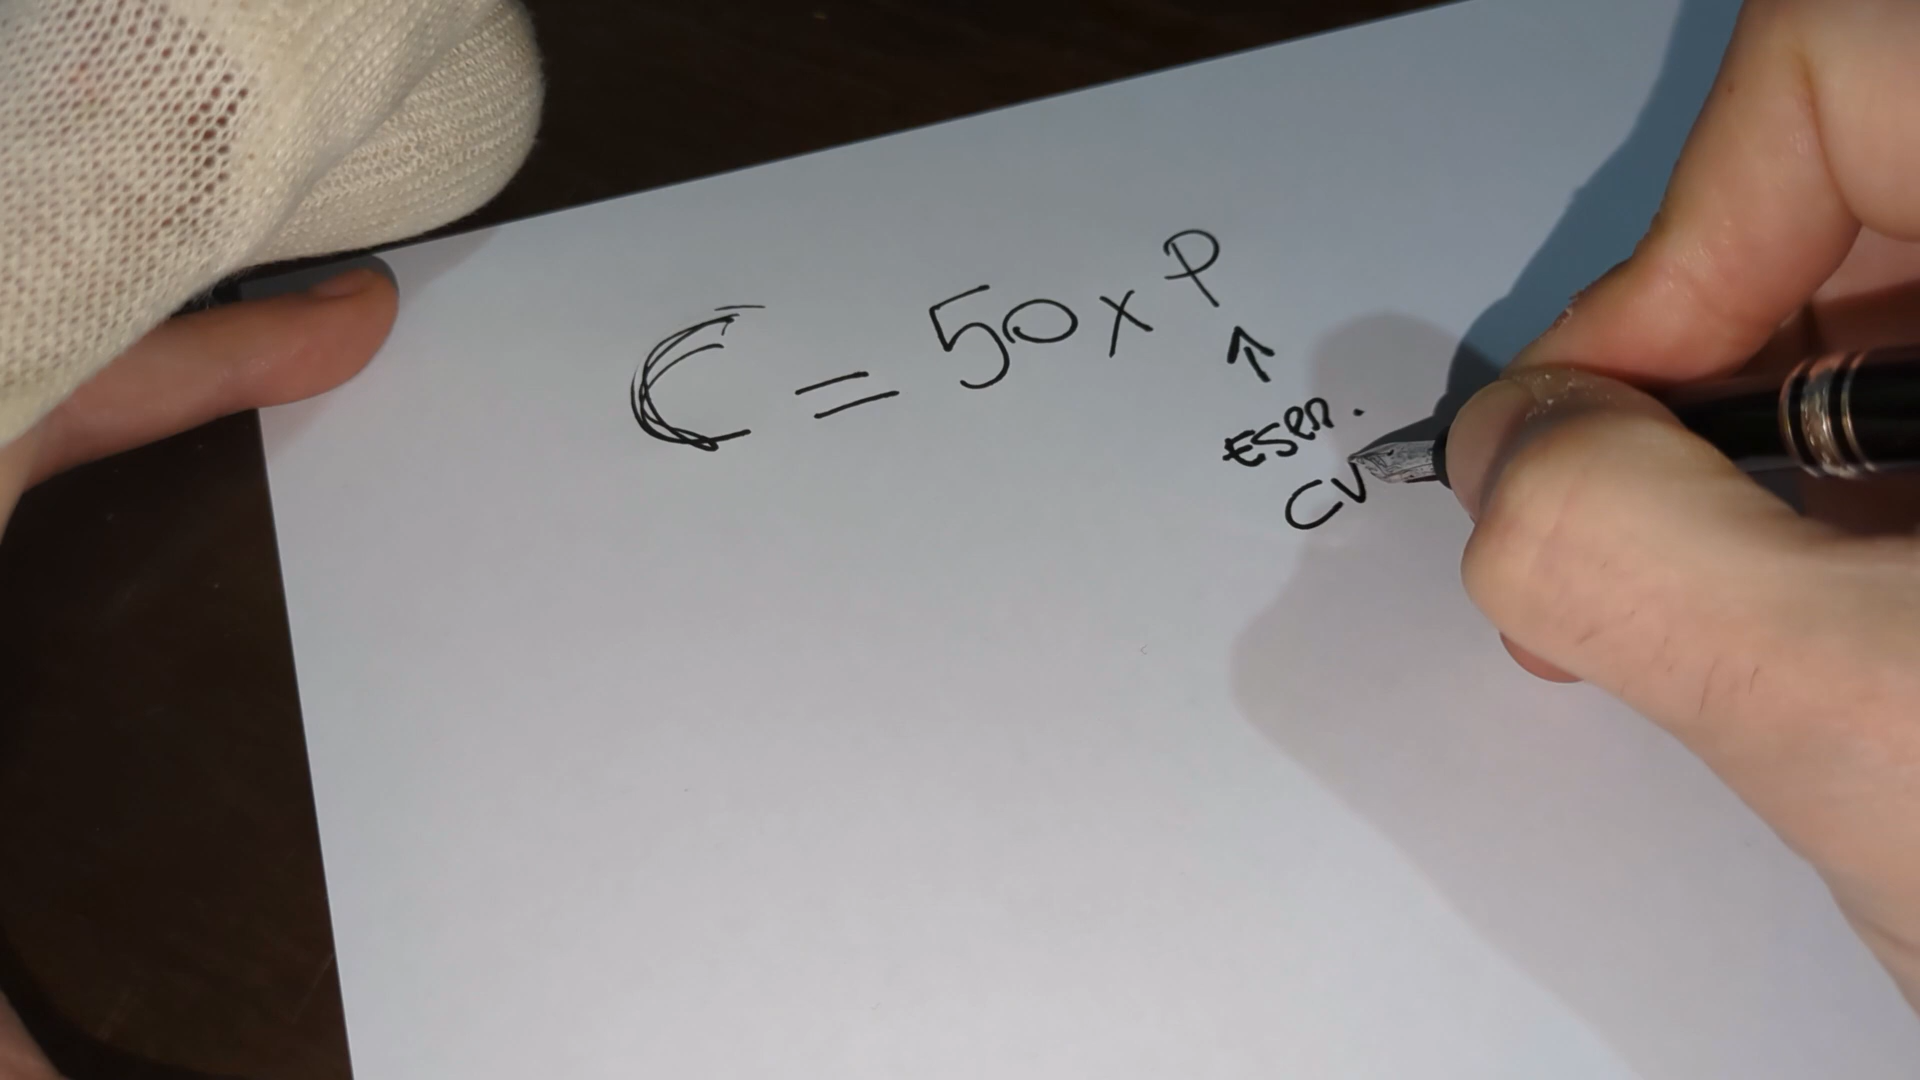 C = 50 x P
↑
Esen.
CV